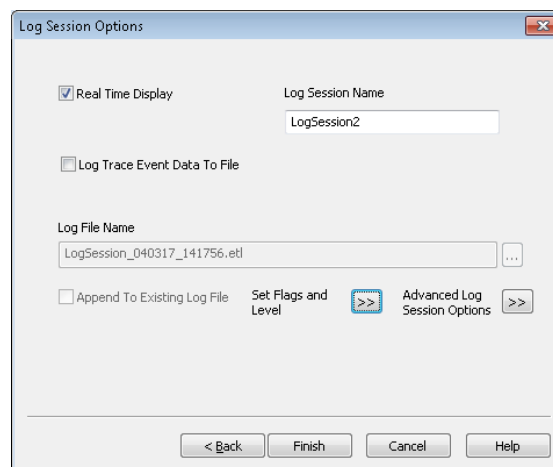 Log Session Options
Real Time Display
Log Session Name
LogSession2
Log Trace Event Data To File
Log File Name
LogSession_040317_141756.etl
...
Append To Existing Log File
Set Flags and
Level
>>
Advanced Log
Session Options
>>
< Back
Finish
Cancel
Help